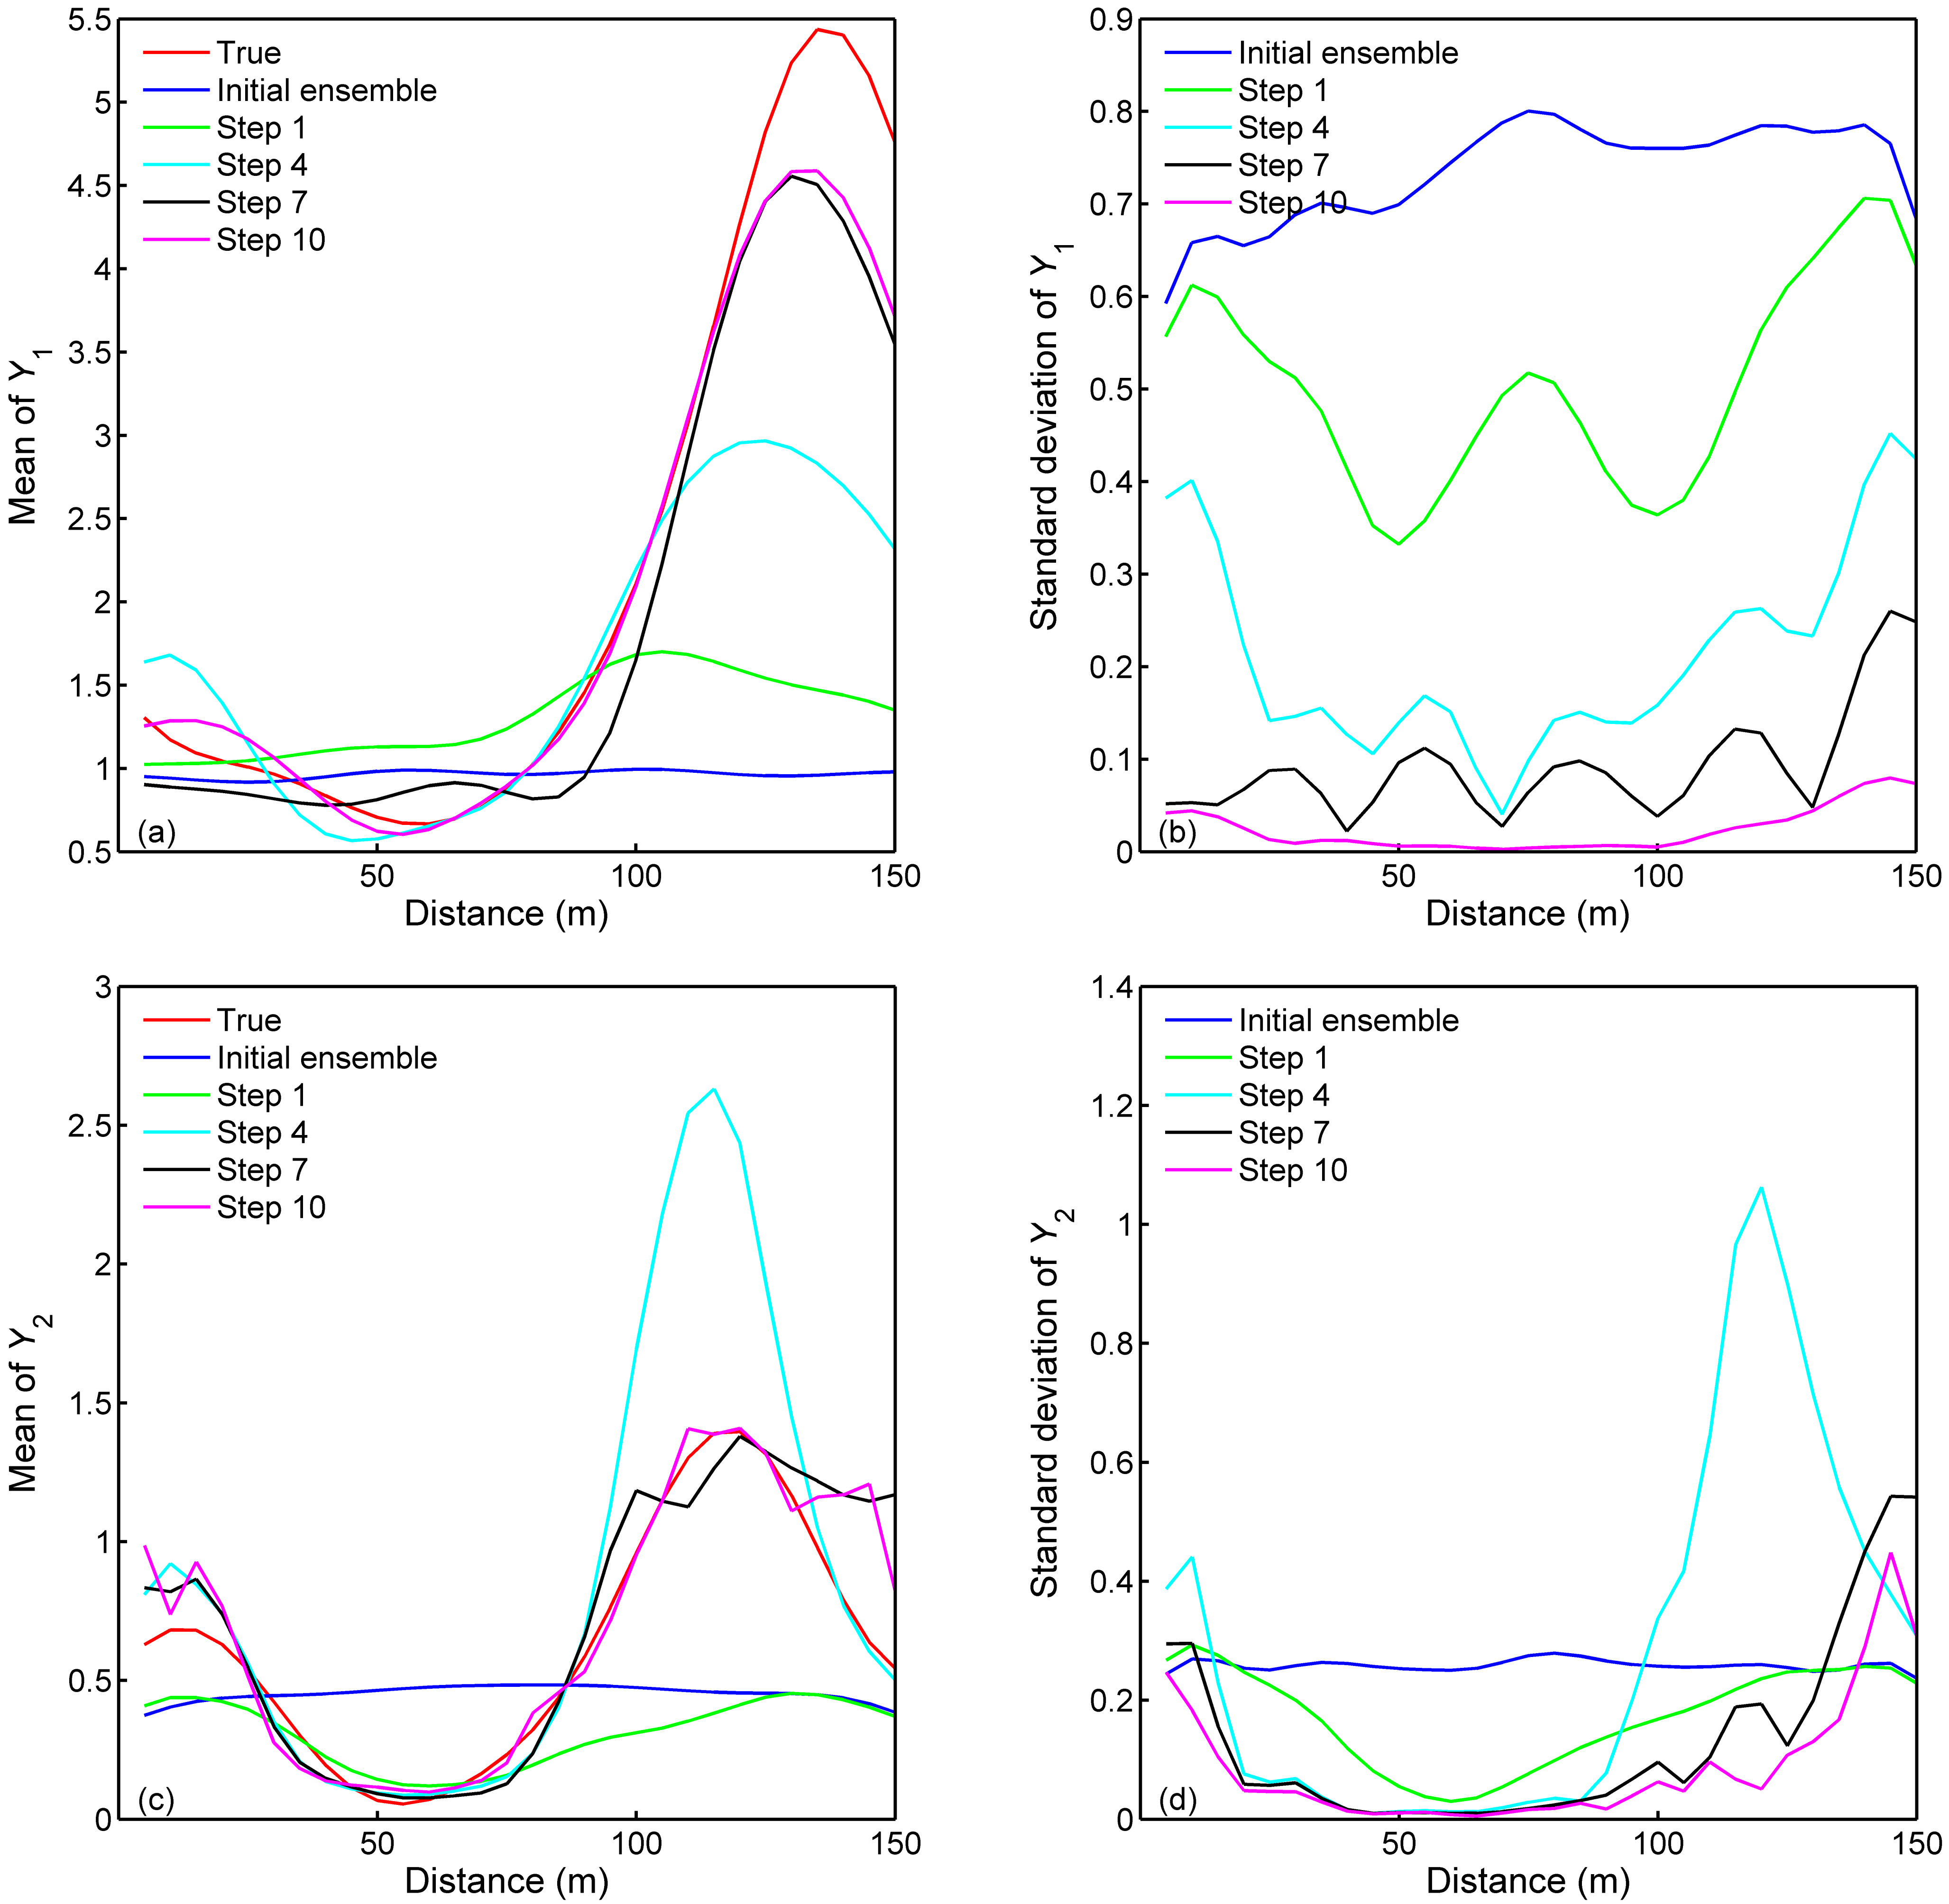 5.5
5
4.5
4
3.5
3
2.5
2
1.5
1
0.5
Mean of Y1
True
Initial ensemble
Step 1
Step 4
Step 7
Step 10
(a)
50
100
150
Distance (m)
0.9
0.8
0.7
0.6
0.5
0.4
0.3
0.2
0.1
0
Standard deviation of Y1
Initial ensemble
Step 1
Step 4
Step 7
Step 10
(b)
50
100
150
Distance (m)
3
2.5
2
1.5
1
0.5
0
Mean of Y2
True
Initial ensemble
Step 1
Step 4
Step 7
Step 10
(c)
50
100
150
Distance (m)
1.4
1.2
1
0.8
0.6
0.4
0.2
0
Standard deviation of Y2
Initial ensemble
Step 1
Step 4
Step 7
Step 10
(d)
50
100
150
Distance (m)